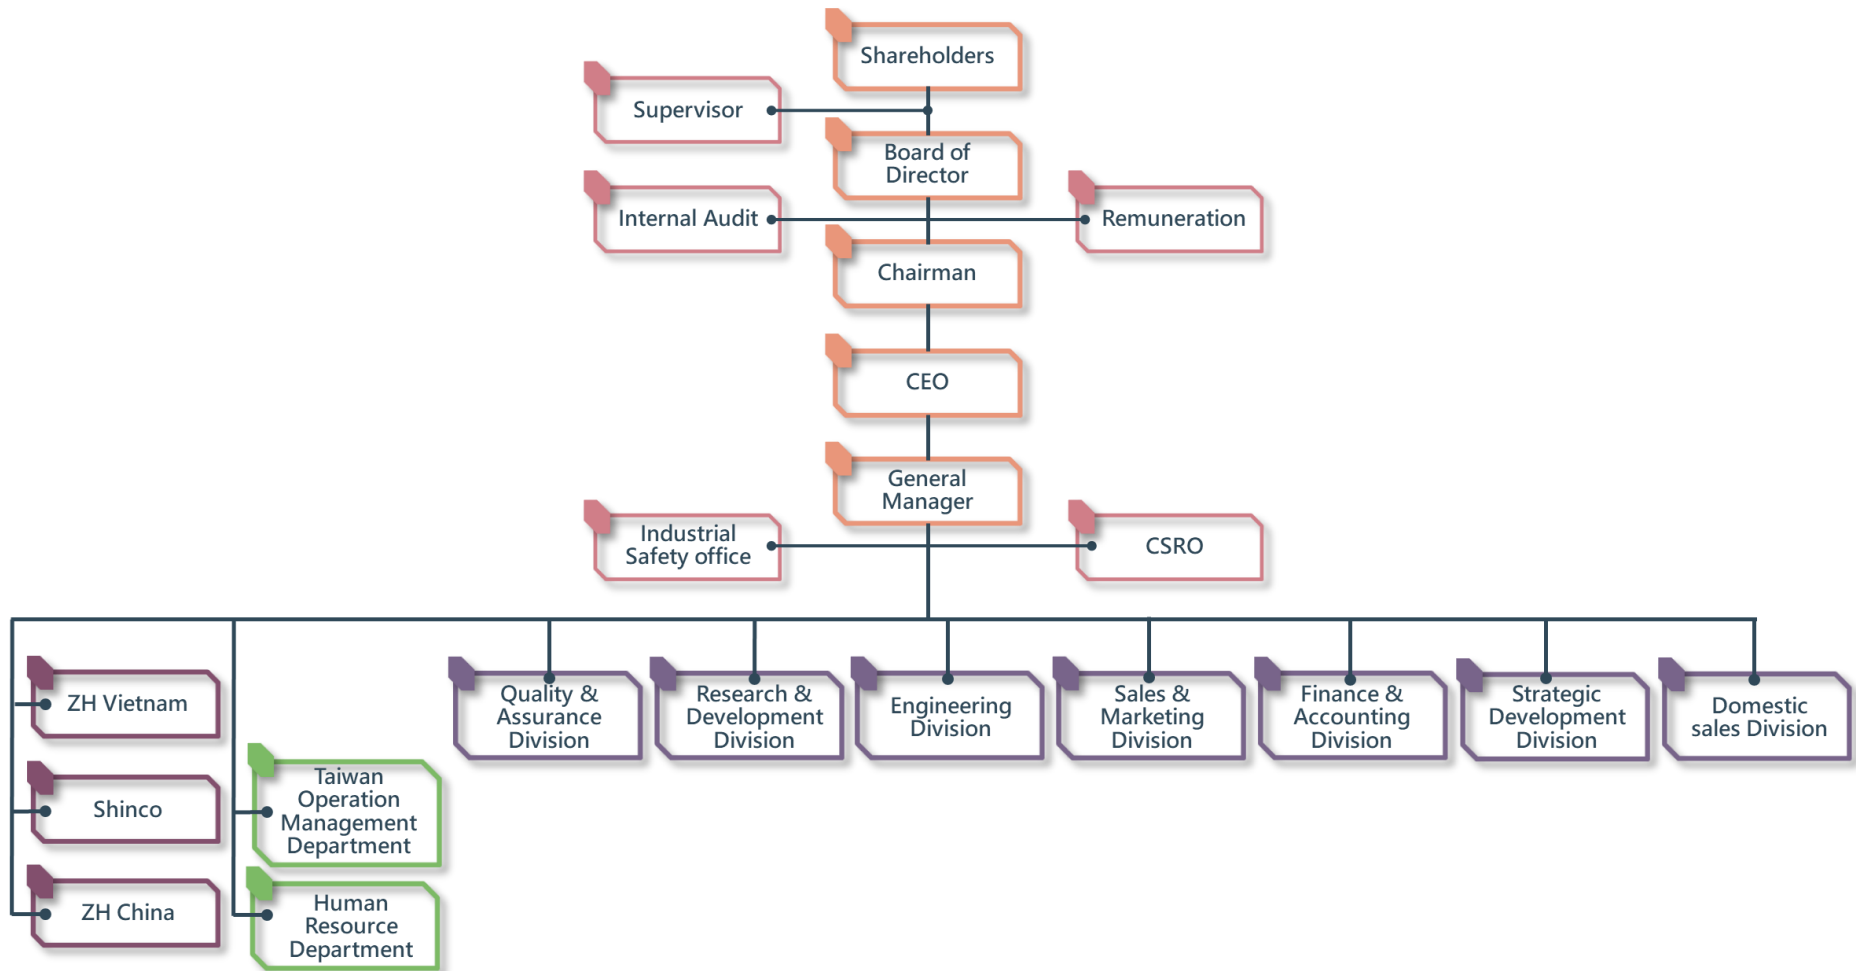 Shareholders
Supervisor
Board of
Director
Internal Audit
Remuneration
Chairman
CEO
General
Manager
Industrial
Safety office
CSRO
ZH Vietnam
Shinco
ZH China
Taiwan
Operation
Management
Department
Human
Resource
Department
Quality &
Assurance
Division
Research &
Development
Division
Engineering
Division
Sales &
Marketing
Division
Finance &
Accounting
Division
Strategic
Development
Division
Domestic
sales Division